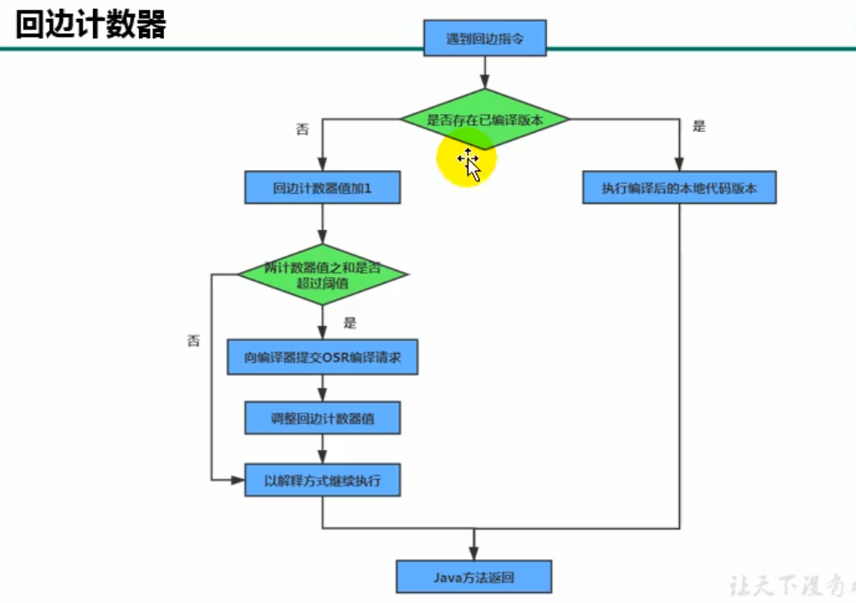 回边计数器
遇到回边指令
是否存在已编译版本
否
是
回边计数器值加1
执行编译后的本地代码版本
两计数器值之和是否
超过阈值
是
否
向编译器提交OSR编译请求
调整回边计数器值
以解释方式继续执行
Java方法返回
让天下没有